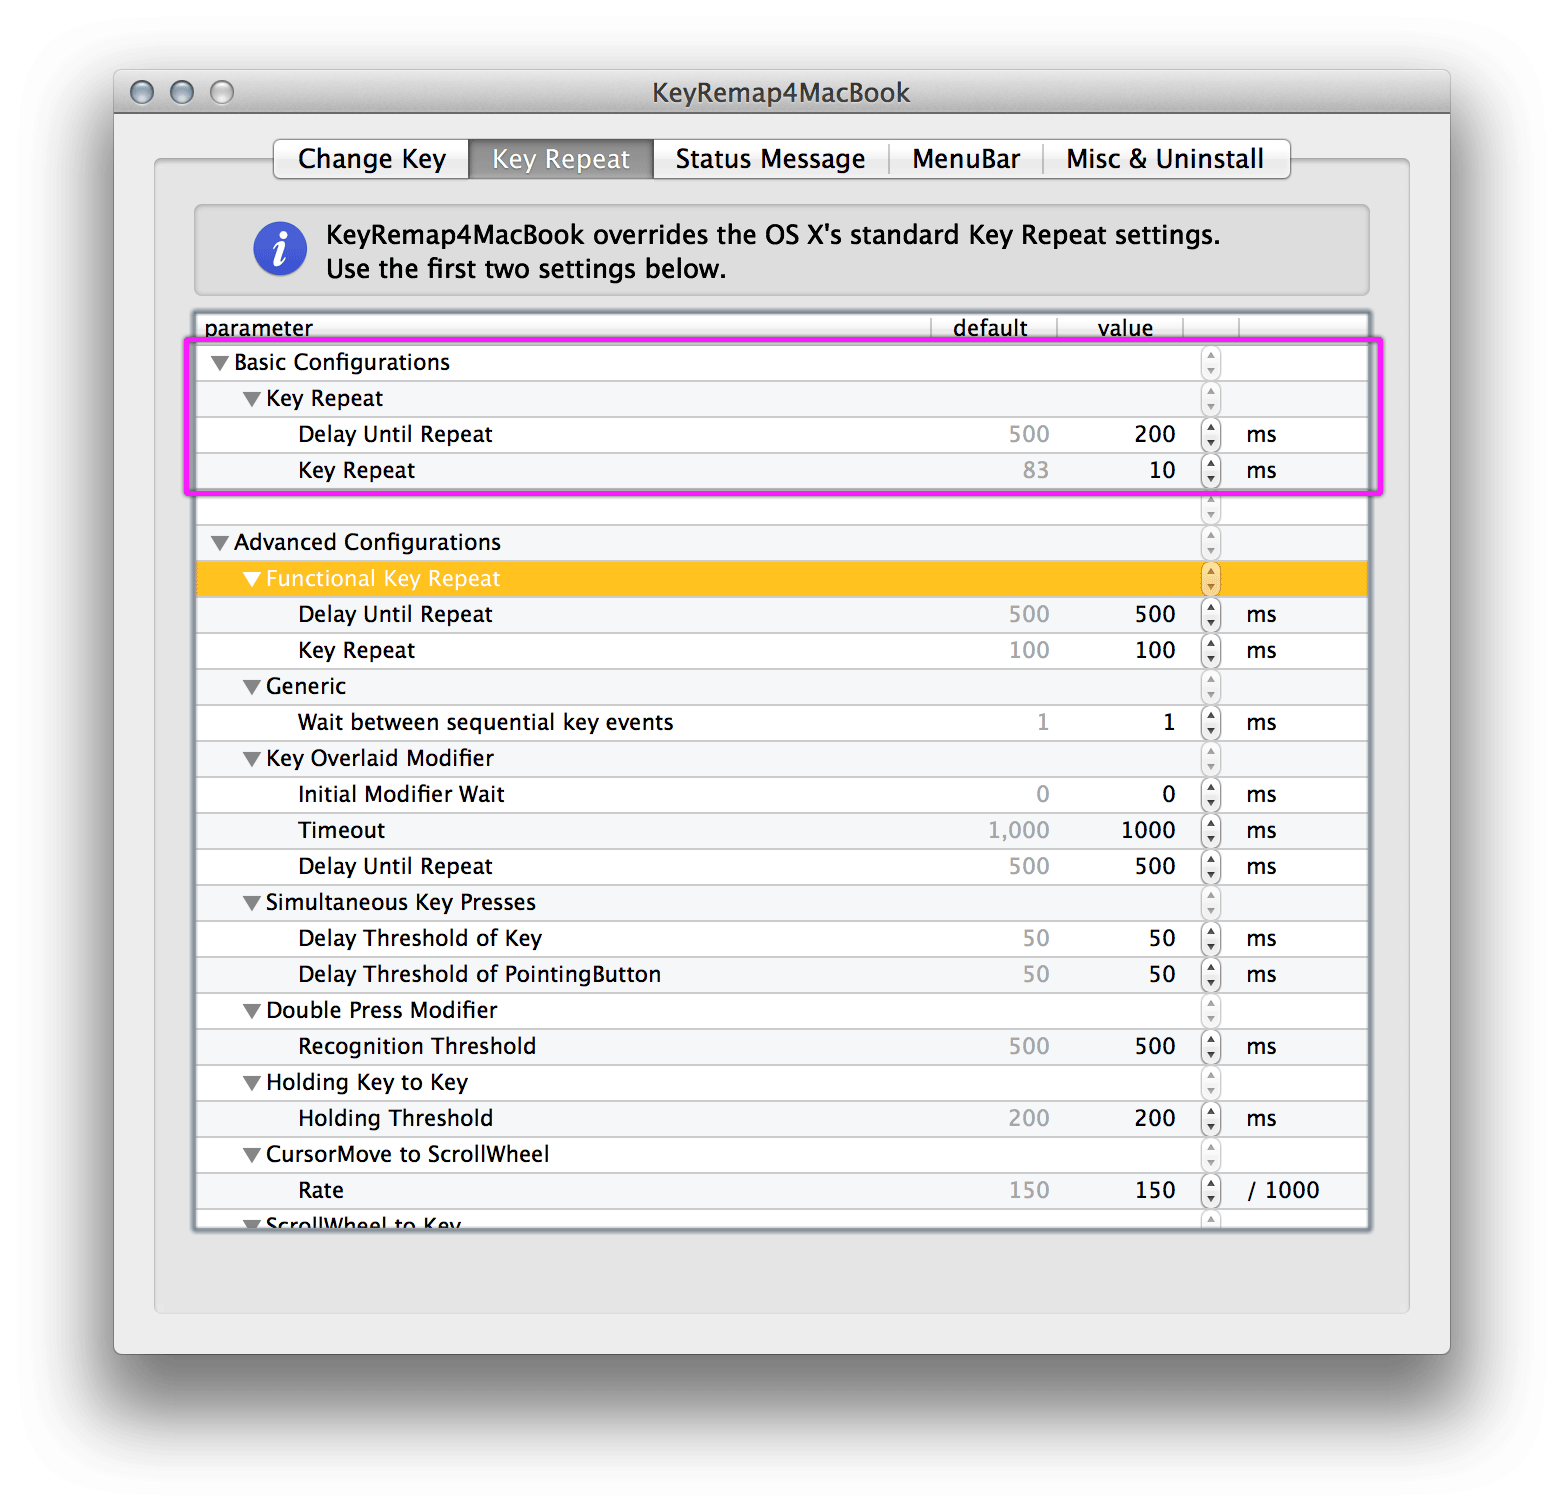 KeyRemap4MacBook
Change Key Key Repeat Status Message MenuBar Misc & Uninstall
KeyRemap4MacBook overrides the OS X's standard Key Repeat settings.
Use the first two settings below.
parameter default value
Basic Configurations
Key Repeat
Delay Until Repeat 500 200 ms
Key Repeat 83 10 ms
Advanced Configurations
Functional Key Repeat
Delay Until Repeat 500 500 ms
Key Repeat 100 100 ms
Generic
Wait between sequential key events 1 1 ms
Key Overlaid Modifier
Initial Modifier Wait 0 0 ms
Timeout 1,000 1000 ms
Delay Until Repeat 500 500 ms
Simultaneous Key Presses
Delay Threshold of Key 50 50 ms
Delay Threshold of PointingButton 50 50 ms
Double Press Modifier
Recognition Threshold 500 500 ms
Holding Key to Key
Holding Threshold 200 200 ms
CursorMove to ScrollWheel
Rate 150 150 / 1000
ScrollWheel to Key